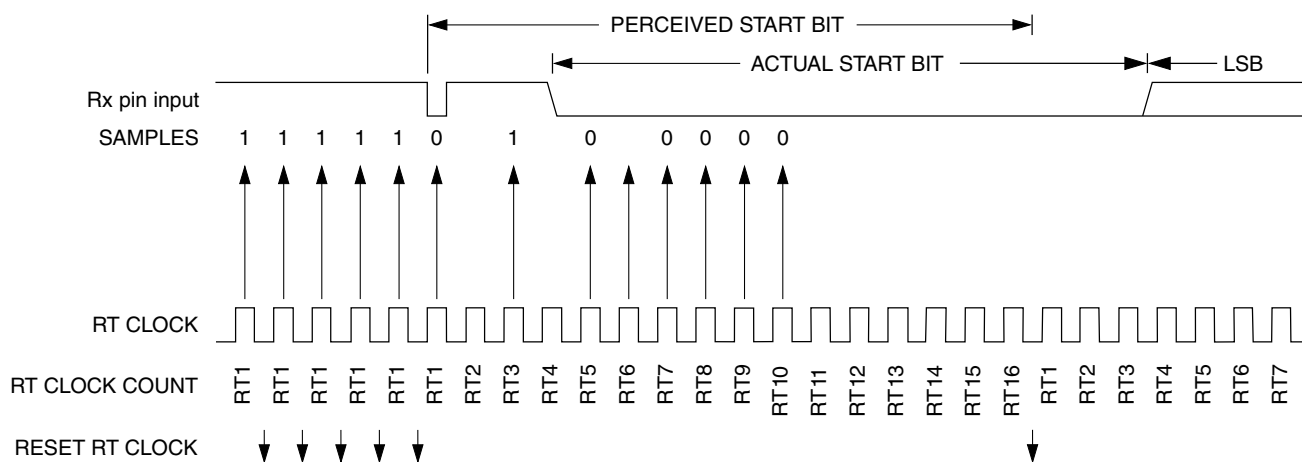 PERCEIVED START BIT
ACTUAL START BIT LSB
Rx pin input
SAMPLES 1 1 1 1 1 0 1 0 0 0 0 0
RT CLOCK
RT CLOCK COUNT RT1 RT1 RT1 RT1 RT1 RT1 RT2 RT3 RT4 RT5 RT6 RT7 RT8 RT9 RT10 RT11 RT12 RT13 RT14 RT15 RT16 RT1 RT2 RT3 RT4 RT5 RT6 RT7
RESET RT CLOCK